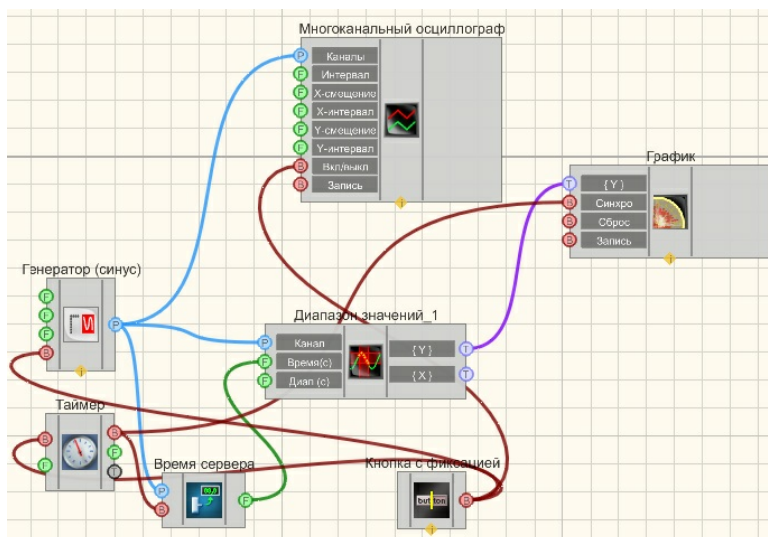 Многоканальный осциллограф
P Каналы
F Интервал
F X-смещение
F X-интервал
F Y-смещение
F Y-интервал
B Вкл/выкл
B Запись
График
T { Y }
B Синхро
B Сброс
B Запись
Генератор (синус)
F
F
F P
B
Диапазон значений_1
P Канал { Y } T
F Время(с) { X } T
F Диап (с)
Таймер
B B
F F
T
Время сервера
P F
B
Кнопка с фиксацией
button B